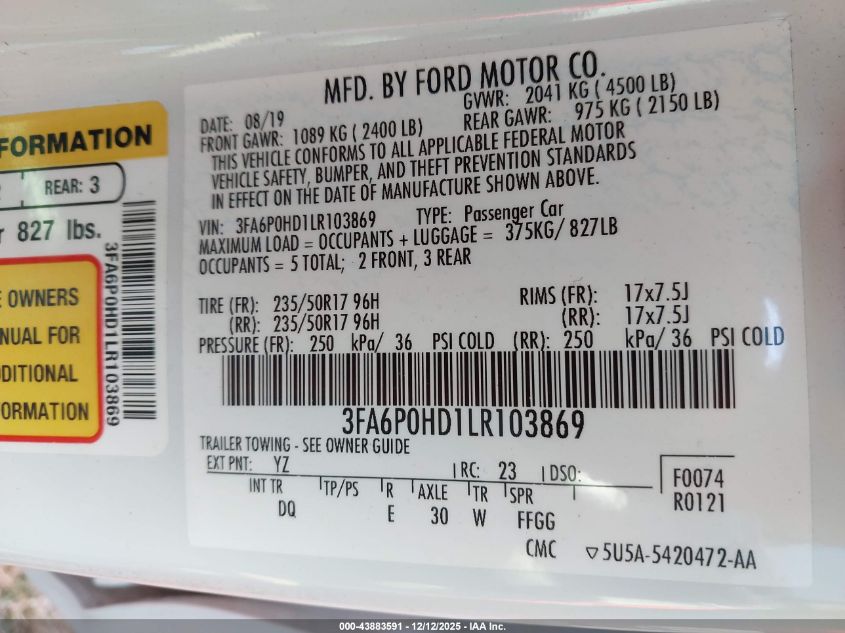 FORMATION
REAR: 3
827 lbs.
E OWNERS
NUAL FOR
DDITIONAL
FORMATION
3FA6P0HD1LR103869
MFD. BY FORD MOTOR CO.
DATE: 08/19
GVWR: 2041 KG ( 4500 LB)
FRONT GAWR: 1089 KG ( 2400 LB)
REAR GAWR: 975 KG ( 2150 LB)
THIS VEHICLE CONFORMS TO ALL APPLICABLE FEDERAL MOTOR
VEHICLE SAFETY, BUMPER, AND THEFT PREVENTION STANDARDS
IN EFFECT ON THE DATE OF MANUFACTURE SHOWN ABOVE.
VIN: 3FA6P0HD1LR103869 TYPE: Passenger Car
MAXIMUM LOAD = OCCUPANTS + LUGGAGE = 375KG/ 827LB
OCCUPANTS = 5 TOTAL; 2 FRONT, 3 REAR
TIRE (FR): 235/50R17 96H RIMS (FR): 17x7.5J
(RR): 235/50R17 96H (RR): 17x7.5J
PRESSURE (FR): 250 kPa/ 36 PSI COLD (RR): 250 kPa/ 36 PSI COLD
3FA6P0HD1LR103869
TRAILER TOWING - SEE OWNER GUIDE
EXT PNT: YZ RC: 23 DSO:
F0074
R0121
INT TR TP/PS R AXLE TR SPR
DQ E 30 W FFGG
CMC ▽5U5A-5420472-AA
000-43883591 - 12/12/2025 - IAA Inc.